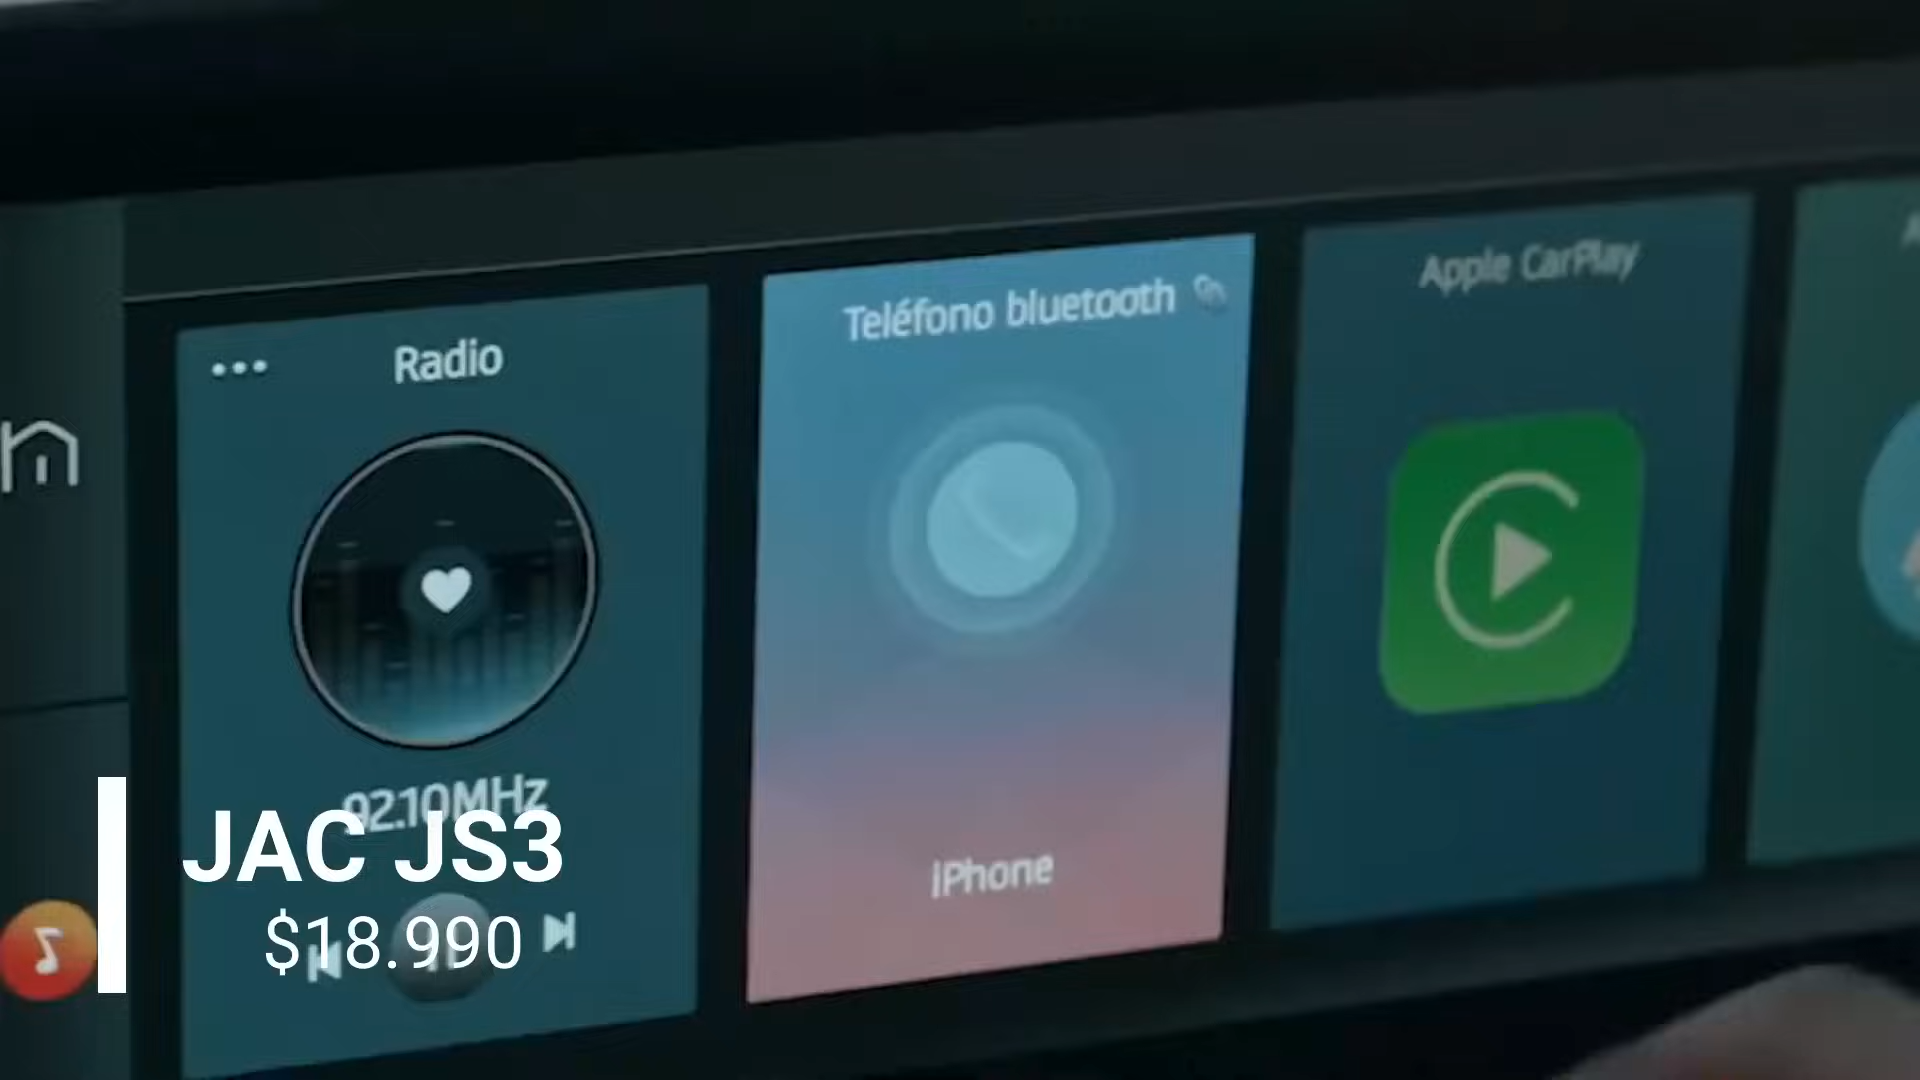 Radio
Teléfono bluetooth
Apple CarPlay
92.10MHz
iPhone
JAC JS3
$18.990